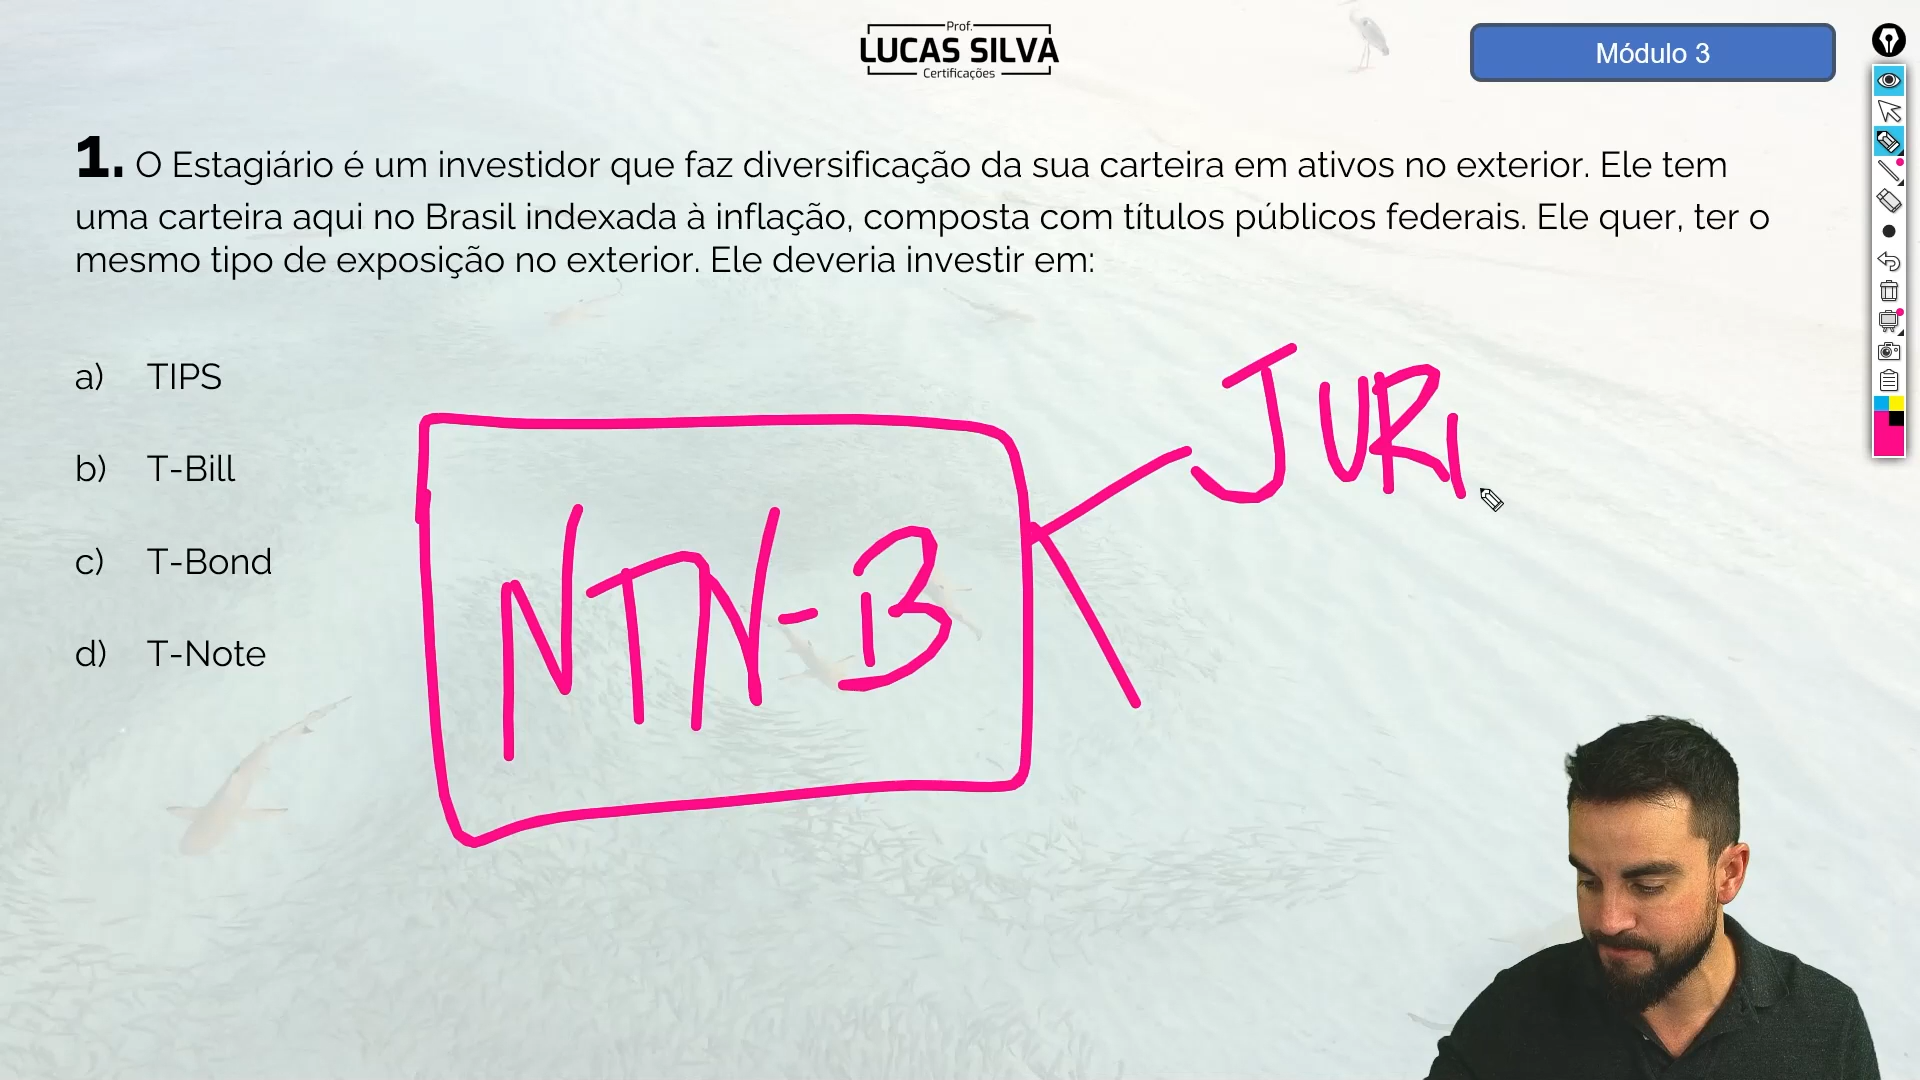 Prof.
LUCAS SILVA
Certificações
Módulo 3
1. O Estagiário é um investidor que faz diversificação da sua carteira em ativos no exterior. Ele tem
uma carteira aqui no Brasil indexada à inflação, composta com títulos públicos federais. Ele quer, ter o
mesmo tipo de exposição no exterior. Ele deveria investir em:
a) TIPS
b) T-Bill
c) T-Bond
d) T-Note
NTN-B
JURI